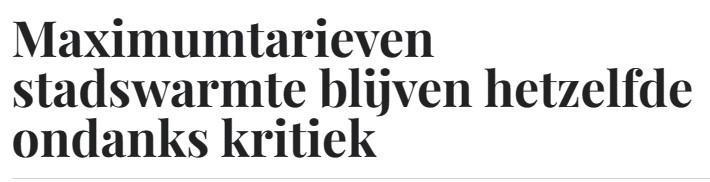 Maximumtarieven
stadswarmte blijven hetzelfde
ondanks kritiek